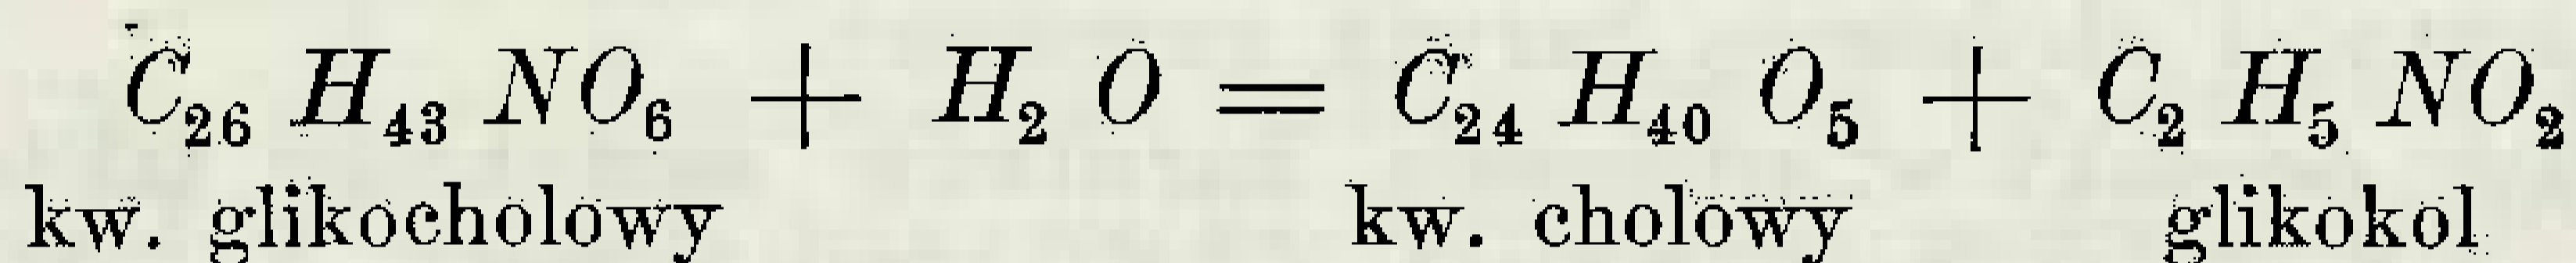 C₂₆ H₄₃ NO₆ + H₂ O = C₂₄ H₄₀ O₅ + C₂ H₅ NO₂
kw. glikocholowy kw. cholowy glikokol